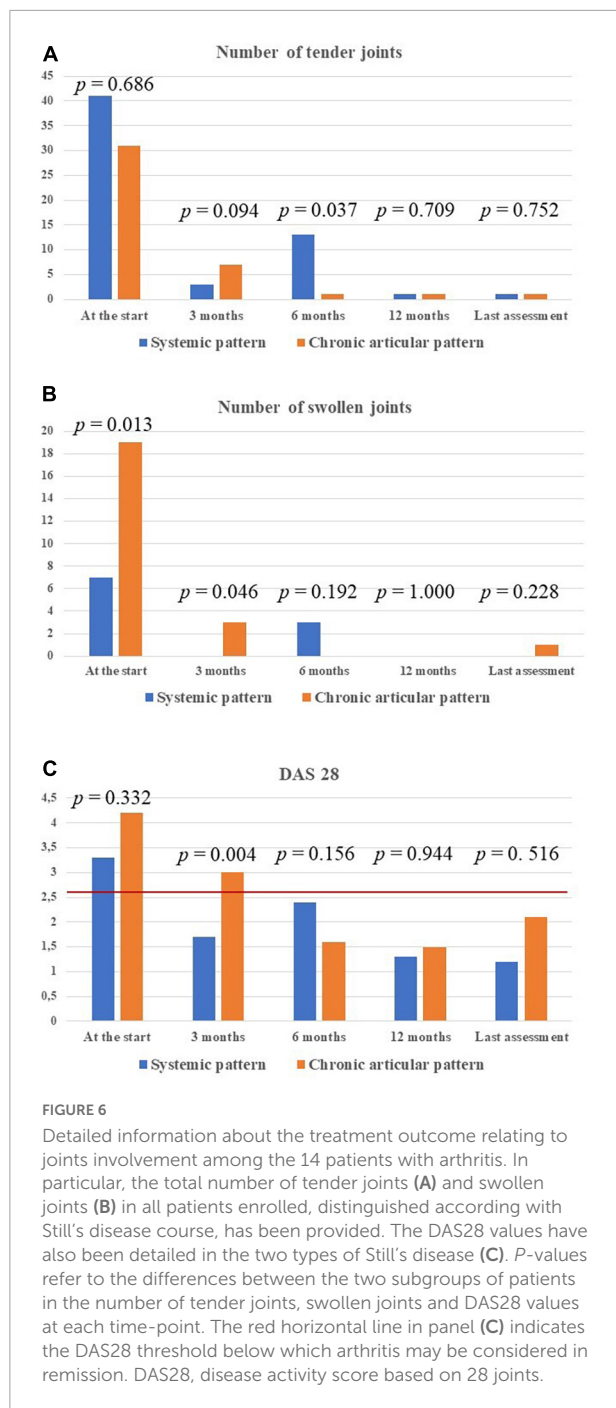 A
Number of tender joints
p = 0.686
p = 0.094 p = 0.037 p = 0.709 p = 0.752
45
40
35
30
25
20
15
10
5
0
At the start 3 months 6 months 12 months Last assessment
Systemic pattern Chronic articular pattern
B
Number of swollen joints
p = 0.013
p = 0.046 p = 0.192 p = 1.000 p = 0.228
20
18
16
14
12
10
8
6
4
2
0
At the start 3 months 6 months 12 months Last assessment
Systemic pattern Chronic articular pattern
C
DAS 28
p = 0.332
p = 0.004 p = 0.156 p = 0.944 p = 0. 516
4,5
4
3,5
3
2,5
2
1,5
1
0,5
0
At the start 3 months 6 months 12 months Last assessment
Systemic pattern Chronic articular pattern
FIGURE 6
Detailed information about the treatment outcome relating to
joints involvement among the 14 patients with arthritis. In
particular, the total number of tender joints (A) and swollen
joints (B) in all patients enrolled, distinguished according with
Still's disease course, has been provided. The DAS28 values have
also been detailed in the two types of Still's disease (C). P-values
refer to the differences between the two subgroups of patients
in the number of tender joints, swollen joints and DAS28 values
at each time-point. The red horizontal line in panel (C) indicates
the DAS28 threshold below which arthritis may be considered in
remission. DAS28, disease activity score based on 28 joints.